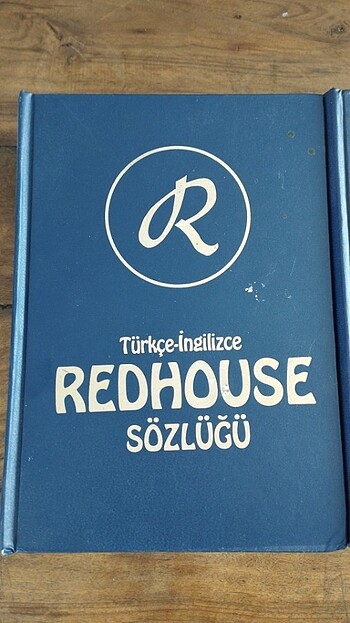 R
Türkçe-İngilizce
REDHOUSE
SÖZLÜĞÜ